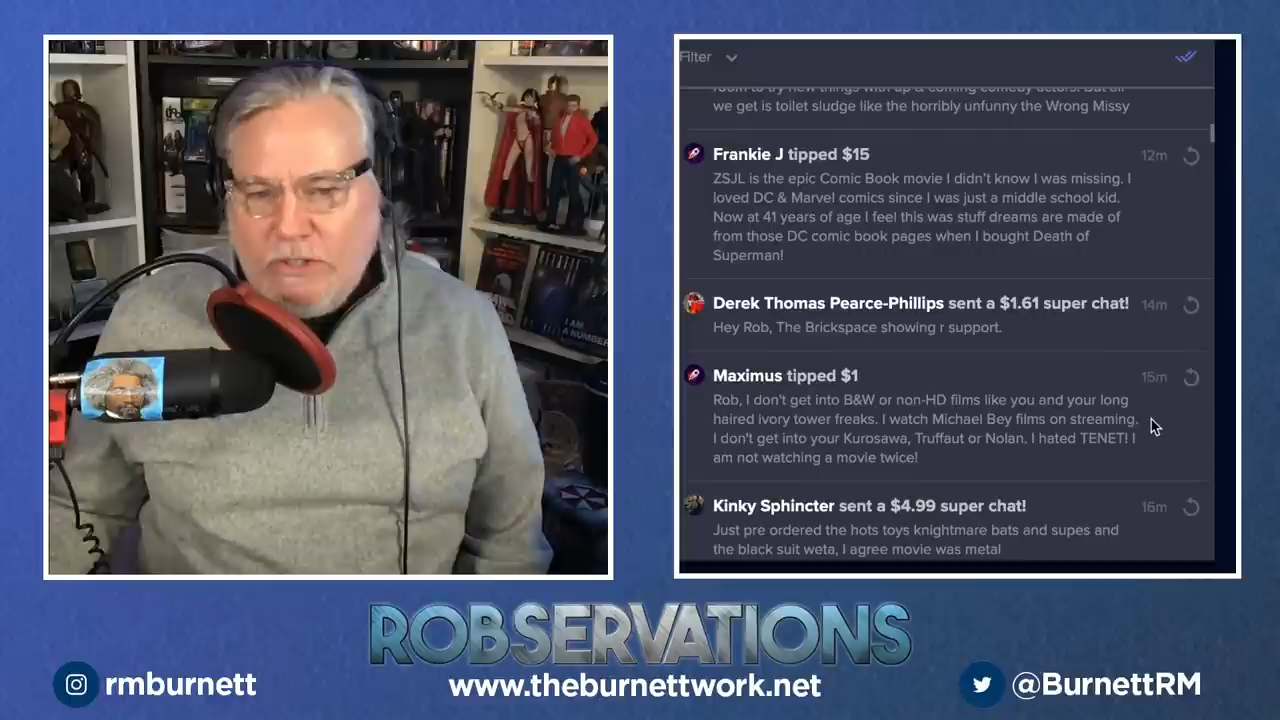 Filter
room to try new things with up & coming comedy actors. But all
we get is toilet sludge like the horribly unfunny the Wrong Missy
Frankie J tipped $15
12m
ZSJL is the epic Comic Book movie I didn't know I was missing. I
loved DC & Marvel comics since I was just a middle school kid.
Now at 41 years of age I feel this was stuff dreams are made of
from those DC comic book pages when I bought Death of
Superman!
Derek Thomas Pearce-Phillips sent a $1.61 super chat!
14m
Hey Rob, The Brickspace showing r support.
Maximus tipped $1
15m
Rob, I don't get into B&W or non-HD films like you and your long
haired ivory tower freaks. I watch Michael Bey films on streaming.
I don't get into your Kurosawa, Truffaut or Nolan. I hated TENET! I
am not watching a movie twice!
Kinky Sphincter sent a $4.99 super chat!
16m
Just pre ordered the hots toys knightmare bats and supes and
the black suit weta, I agree movie was metal
I AM
A NUMBER
ROBSERVATIONS
rmburnett
www.theburnettwork.net
@BurnettRM